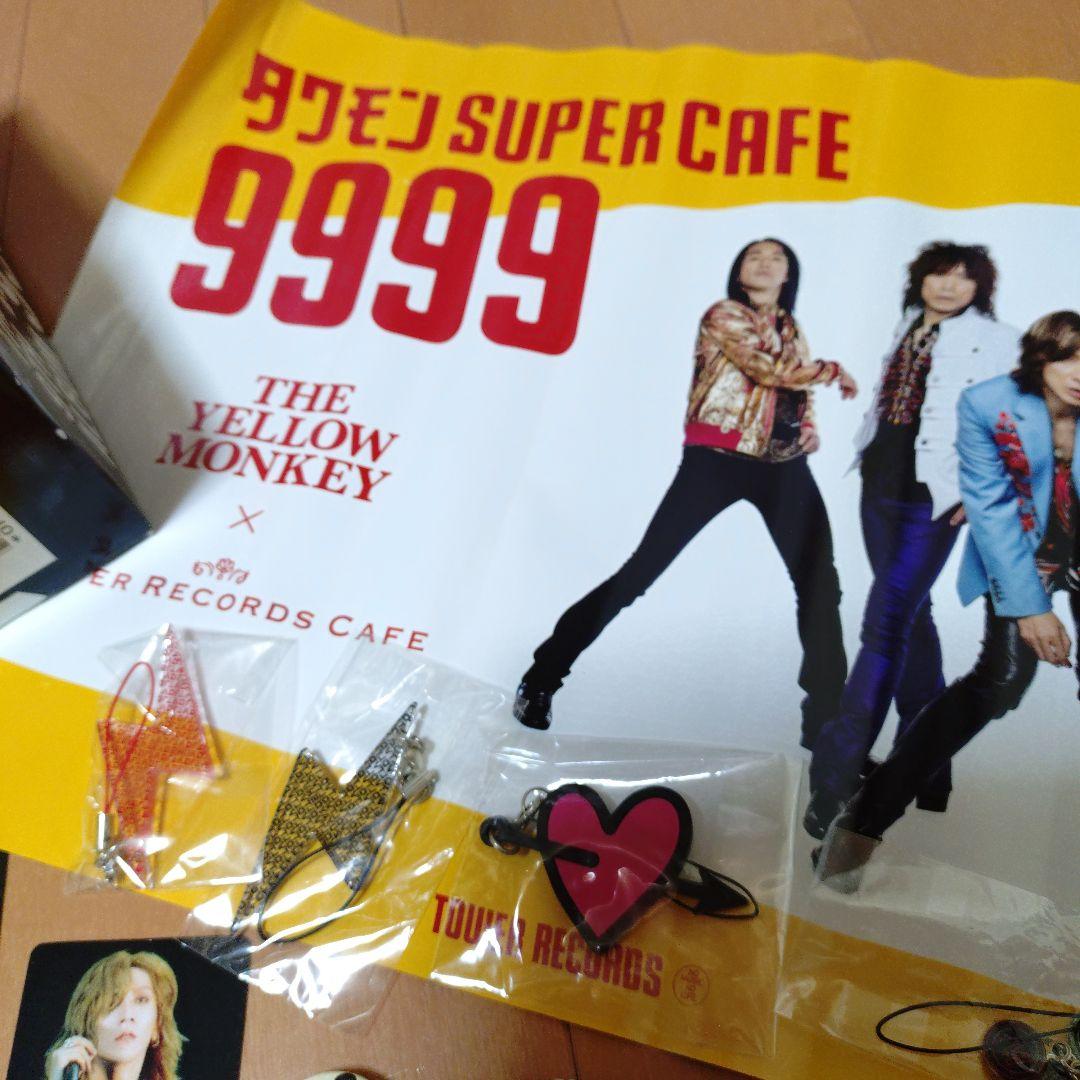 タワモン SUPER CAFE
9999
THE
YELLOW
MONKEY
×
ER RECORDS CAFE
TOWER RECORDS